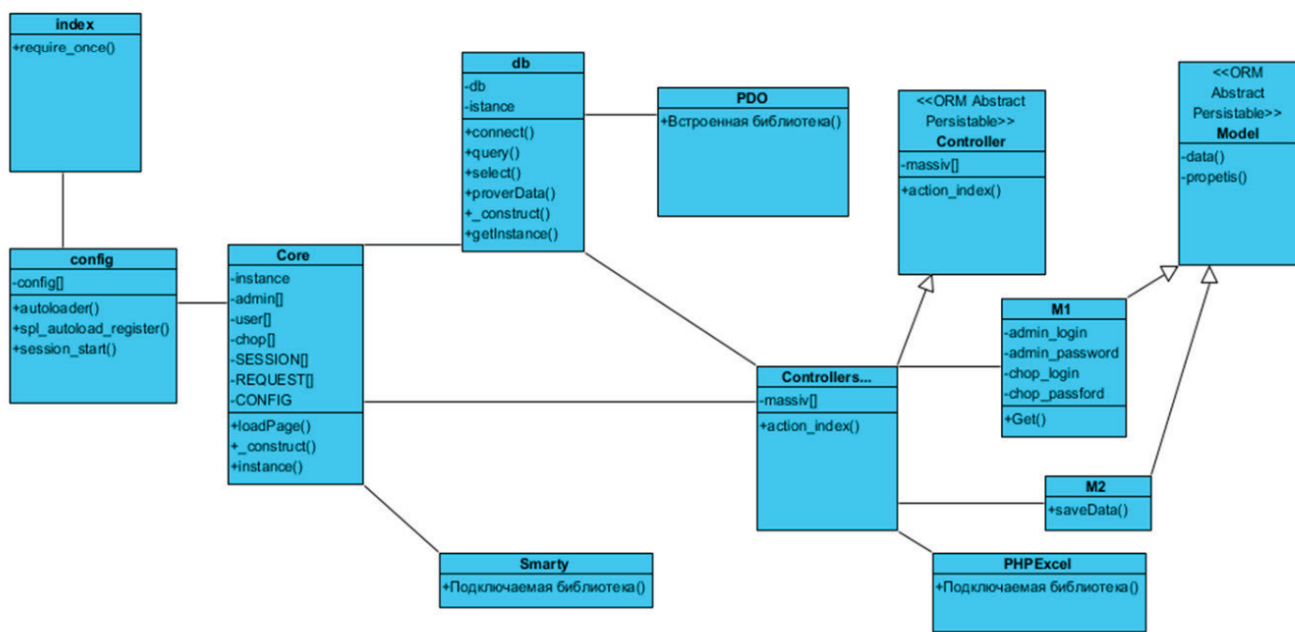 index
+require_once()
config
-config[]
+autoloader()
+spl_autoload_register()
+session_start()
Core
-instance
-admin[]
-user[]
-chop[]
-SESSION[]
-REQUEST[]
-CONFIG
+loadPage()
+_construct()
+instance()
db
-db
-istance
+connect()
+query()
+select()
+proverData()
+_construct()
+getInstance()
PDO
+Встроенная библиотека()
<<ORM Abstract
Persistable>>
Controller
-massiv[]
+action_index()
<<ORM
Abstract
Persistable>>
Model
-data()
-propetis()
M1
-admin_login
-admin_password
-chop_login
-chop_passford
+Get()
Controllers...
-massiv[]
+action_index()
M2
+saveData()
Smarty
+Подключаемая библиотека()
PHPExcel
+Подключаемая библиотека()